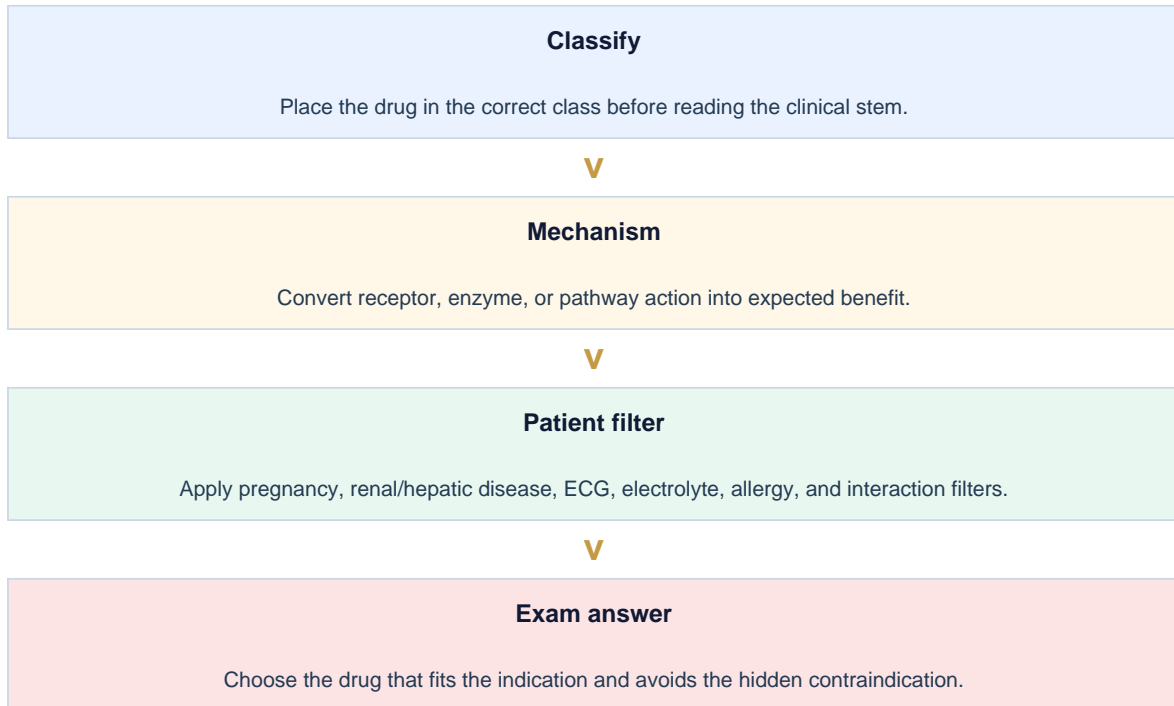 Classify
Place the drug in the correct class before reading the clinical stem.
v
Mechanism
Convert receptor, enzyme, or pathway action into expected benefit.
v
Patient filter
Apply pregnancy, renal/hepatic disease, ECG, electrolyte, allergy, and interaction filters.
v
Exam answer
Choose the drug that fits the indication and avoids the hidden contraindication.